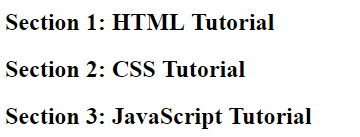 Section 1: HTML Tutorial
Section 2: CSS Tutorial
Section 3: JavaScript Tutorial